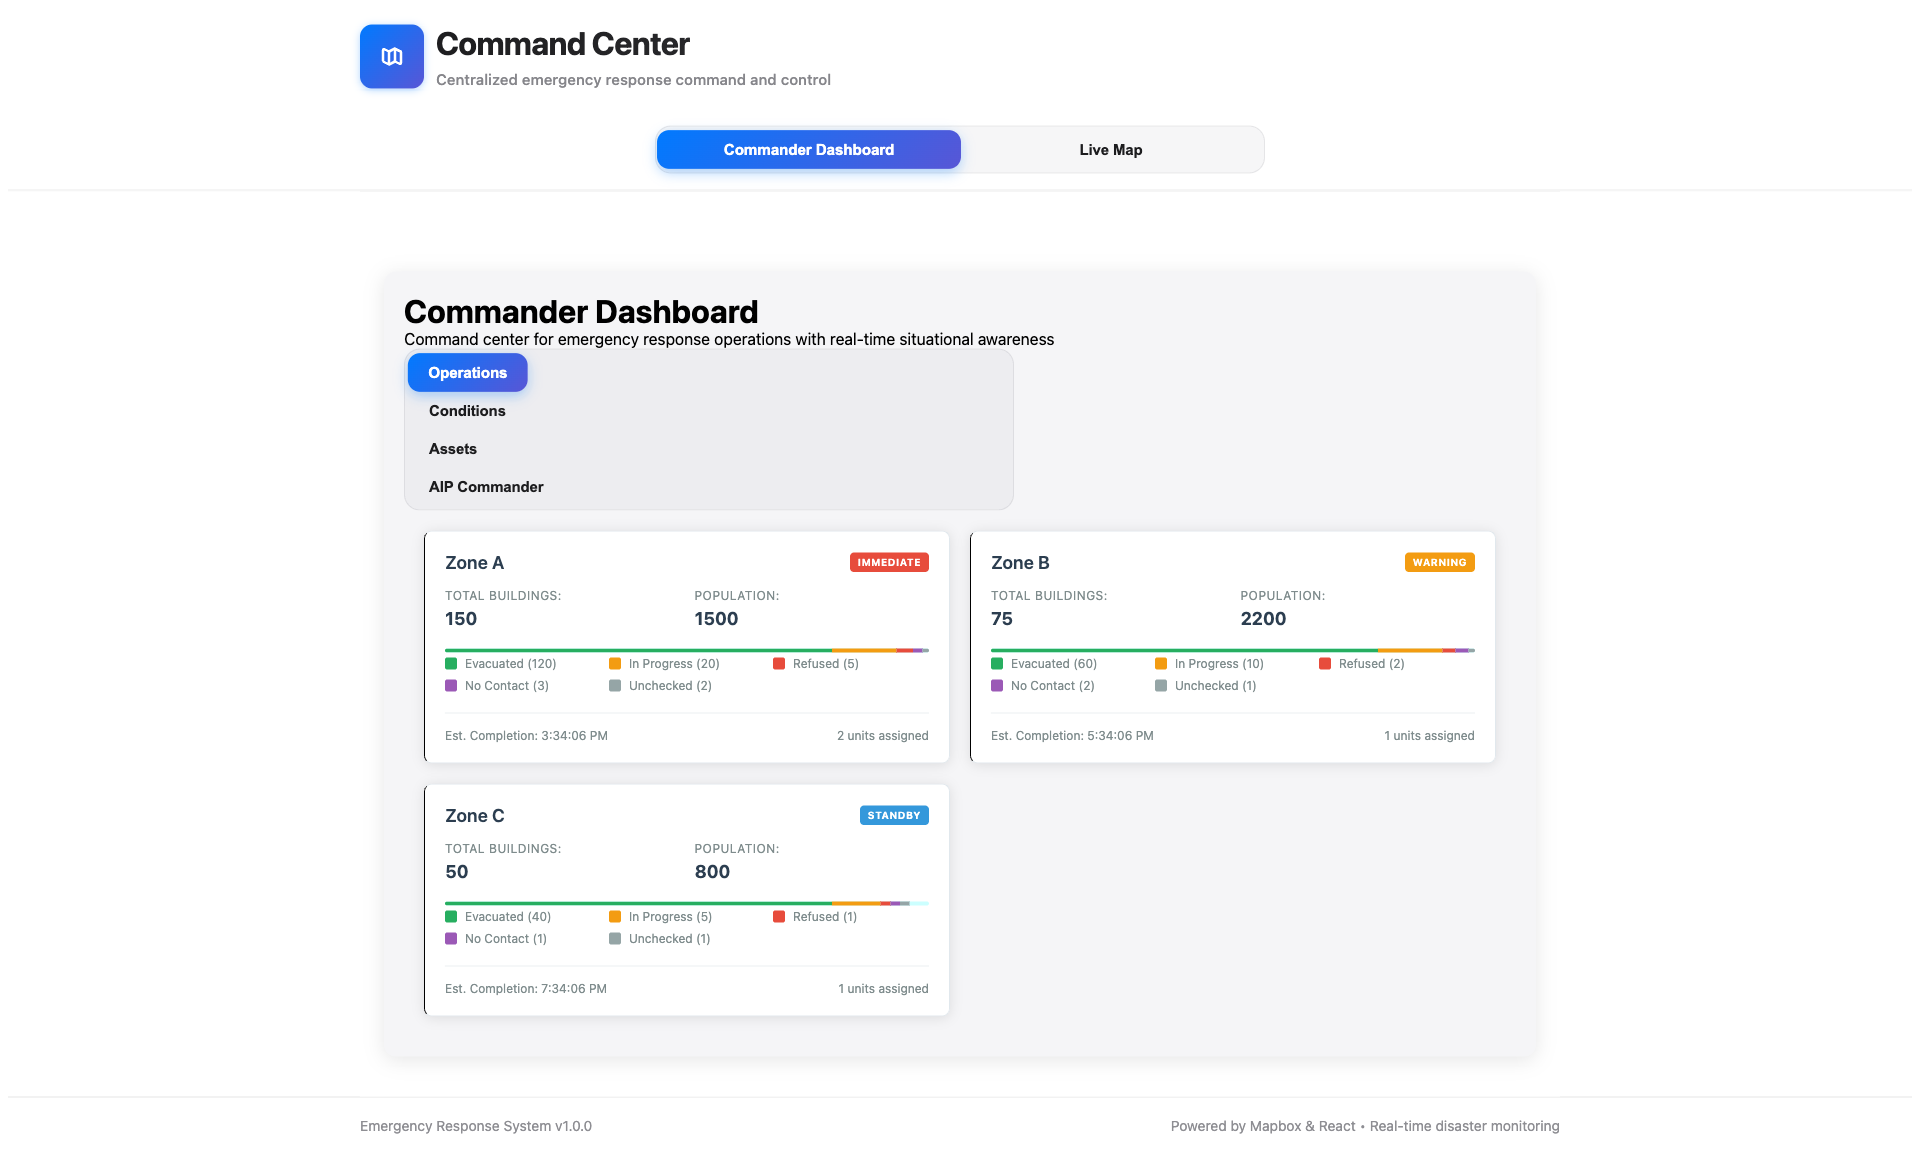 Command Center
Centralized emergency response command and control
Commander Dashboard
Live Map
Commander Dashboard
Command center for emergency response operations with real-time situational awareness
Operations
Conditions
Assets
AIP Commander
Zone A
IMMEDIATE
TOTAL BUILDINGS:
POPULATION:
150
1500
Evacuated (120)
In Progress (20)
Refused (5)
No Contact (3)
Unchecked (2)
Est. Completion: 3:34:06 PM
2 units assigned
Zone B
WARNING
TOTAL BUILDINGS:
POPULATION:
75
2200
Evacuated (60)
In Progress (10)
Refused (2)
No Contact (2)
Unchecked (1)
Est. Completion: 5:34:06 PM
1 units assigned
Zone C
STANDBY
TOTAL BUILDINGS:
POPULATION:
50
800
Evacuated (40)
In Progress (5)
Refused (1)
No Contact (1)
Unchecked (1)
Est. Completion: 7:34:06 PM
1 units assigned
Emergency Response System v1.0.0
Powered by Mapbox & React • Real-time disaster monitoring